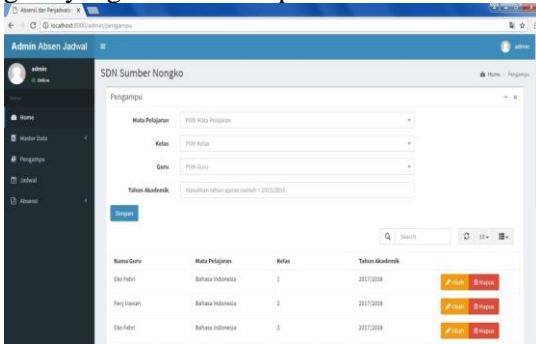 Absensi dan Penjadwalan
localhost:8000/admin/pengampu
Admin Absen Jadwal
admin
admin
Online
SDN Sumber Nongko
Home
Pengampu
Menu
Home
Master Data
Pengampu
Jadwal
Absensi
Pengampu
Mata Pelajaran
Pilih Mata Pelajaran
Kelas
Pilih Kelas
Guru
Pilih Guru
Tahun Akademik
Masukkan tahun ajaran contoh = 2015/2016
Simpan
Search
10
Nama Guru Mata Pelajaran Kelas Tahun Akademik
Eko Febri Bahasa Indonesia 1 2017/2018 Ubah Hapus
Fery Irawan Bahasa Indonesia 2 2017/2018 Ubah Hapus
Eko Febri Bahasa Indonesia 3 2017/2018 Ubah Hapus